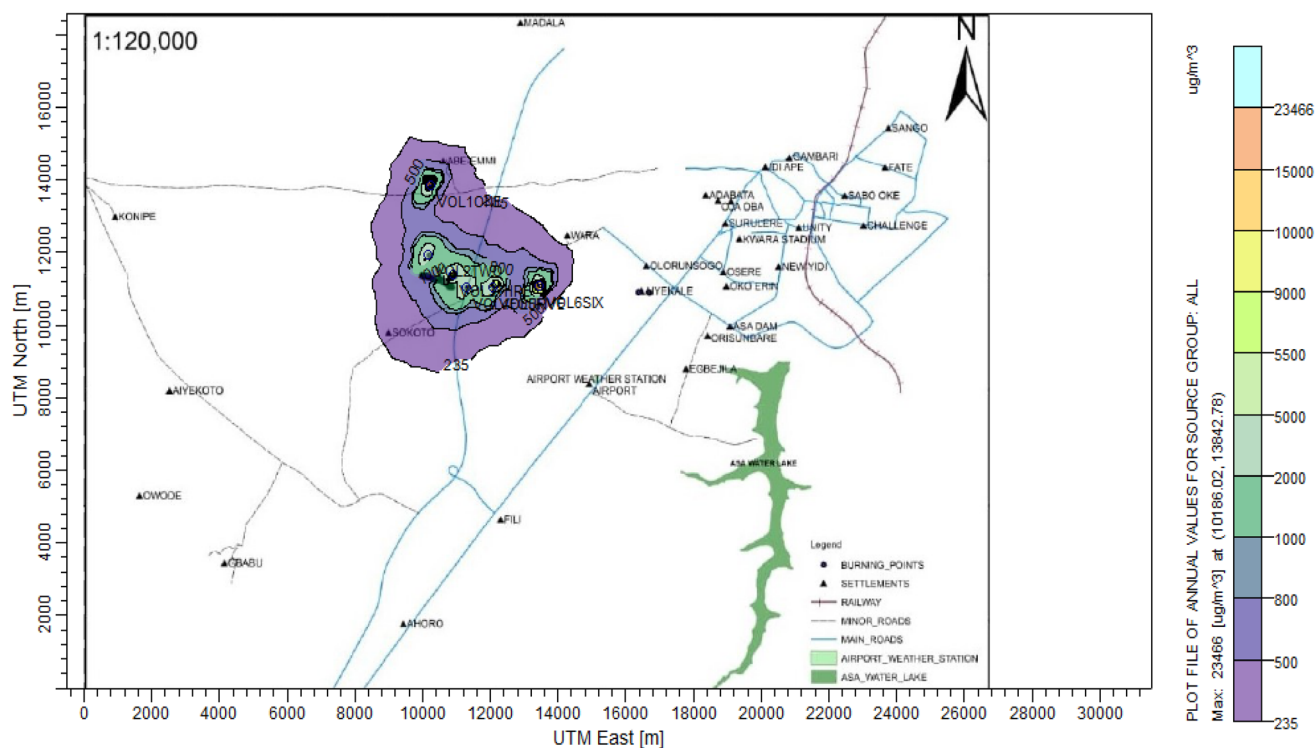 1:120,000
N
MADALA
SANGO
GAMBARI
IDI APE
FATE
ADABATA
OJA OBA
SABO OKE
SURULERE
UNITY
CHALLENGE
KWARA STADIUM
KONIPE
WARA
OLORUNSOGO
OSERE
NEW YIDI
OKO ERIN
ASA DAM
ORISUNBARE
EGBEJILA
AIRPORT WEATHER STATION
AIRPORT
500
VOL1ONE
VOL6SIX
500
SOKOTO
235
AIYEKOTO
OWODE
GBABU
FILI
AHORO
ASA WATER LAKE
Legend
BURNING_POINTS
SETTLEMENTS
RAILWAY
MINOR_ROADS
MAIN_ROADS
AIRPORT_WEATHER_STATION
ASA_WATER_LAKE
UTM North [m]
16000
14000
12000
10000
8000
6000
4000
2000
0 2000 4000 6000 8000 10000 12000 14000 16000 18000 20000 22000 24000 26000 28000 30000
UTM East [m]
PLOT FILE OF ANNUAL VALUES FOR SOURCE GROUP: ALL
Max: 23466 [ug/m^3] at (10186.02,13842.78)
ug/m^3
23466
15000
10000
9000
5500
5000
2000
1000
800
500
235